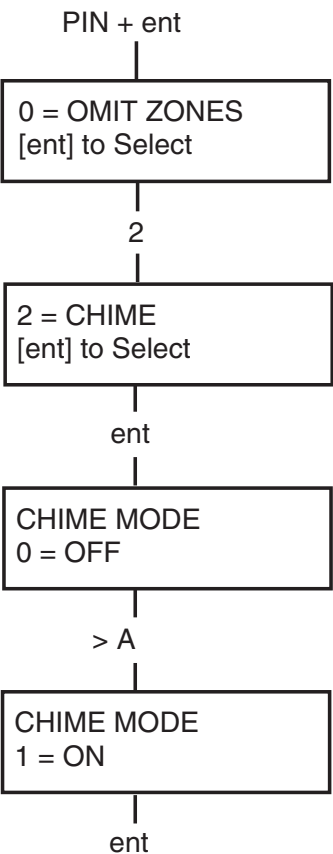 PIN + ent
0 = OMIT ZONES
[ent] to Select
2
2 = CHIME
[ent] to Select
ent
CHIME MODE
0 = OFF
> A
CHIME MODE
1 = ON
ent